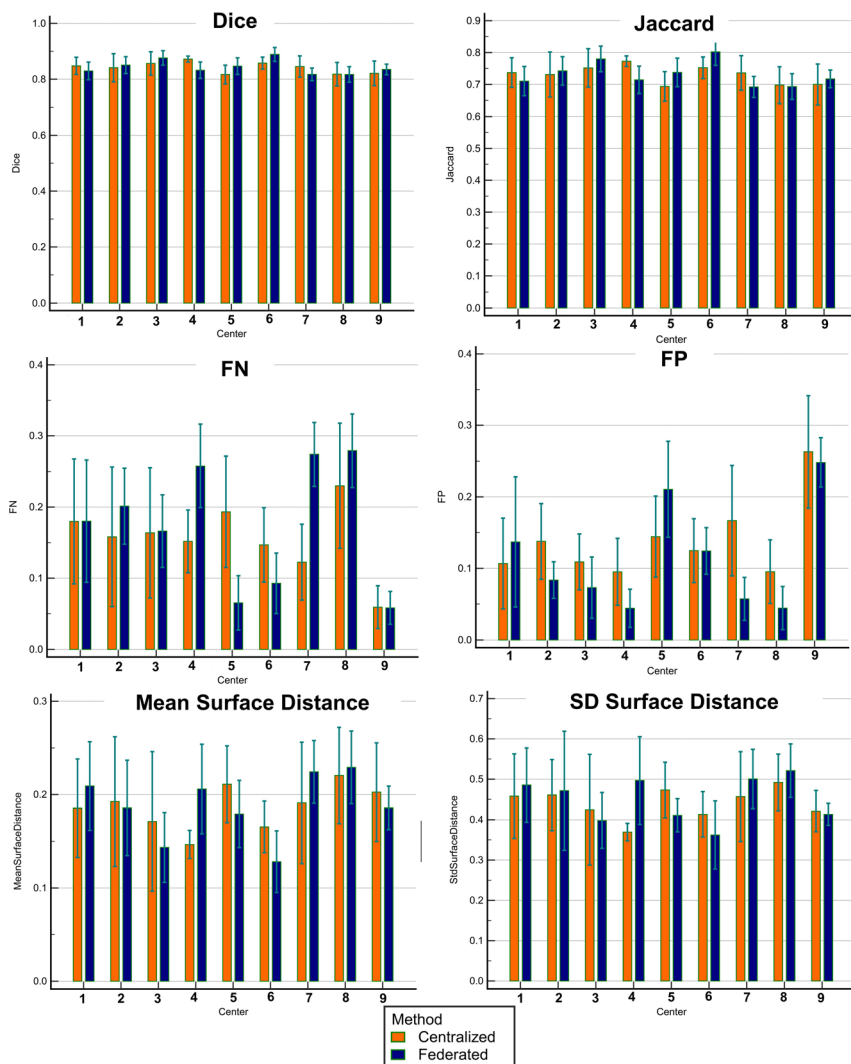 Dice
1.0
0.8
0.6
0.4
0.2
0.0
Dice
1 2 3 4 5 6 7 8 9
Center
Jaccard
0.9
0.8
0.7
0.6
0.5
0.4
0.3
0.2
0.1
0.0
Jaccard
1 2 3 4 5 6 7 8 9
Center
FN
0.4
0.3
0.2
0.1
0.0
FN
1 2 3 4 5 6 7 8 9
Center
FP
0.4
0.3
0.2
0.1
0.0
FP
1 2 3 4 5 6 7 8 9
Center
Mean Surface Distance
0.3
0.2
0.1
0.0
MeanSurfaceDistance
1 2 3 4 5 6 7 8 9
Center
SD Surface Distance
0.7
0.6
0.5
0.4
0.3
0.2
0.1
0.0
StdSurfaceDistance
1 2 3 4 5 6 7 8 9
Center
Method
Centralized
Federated